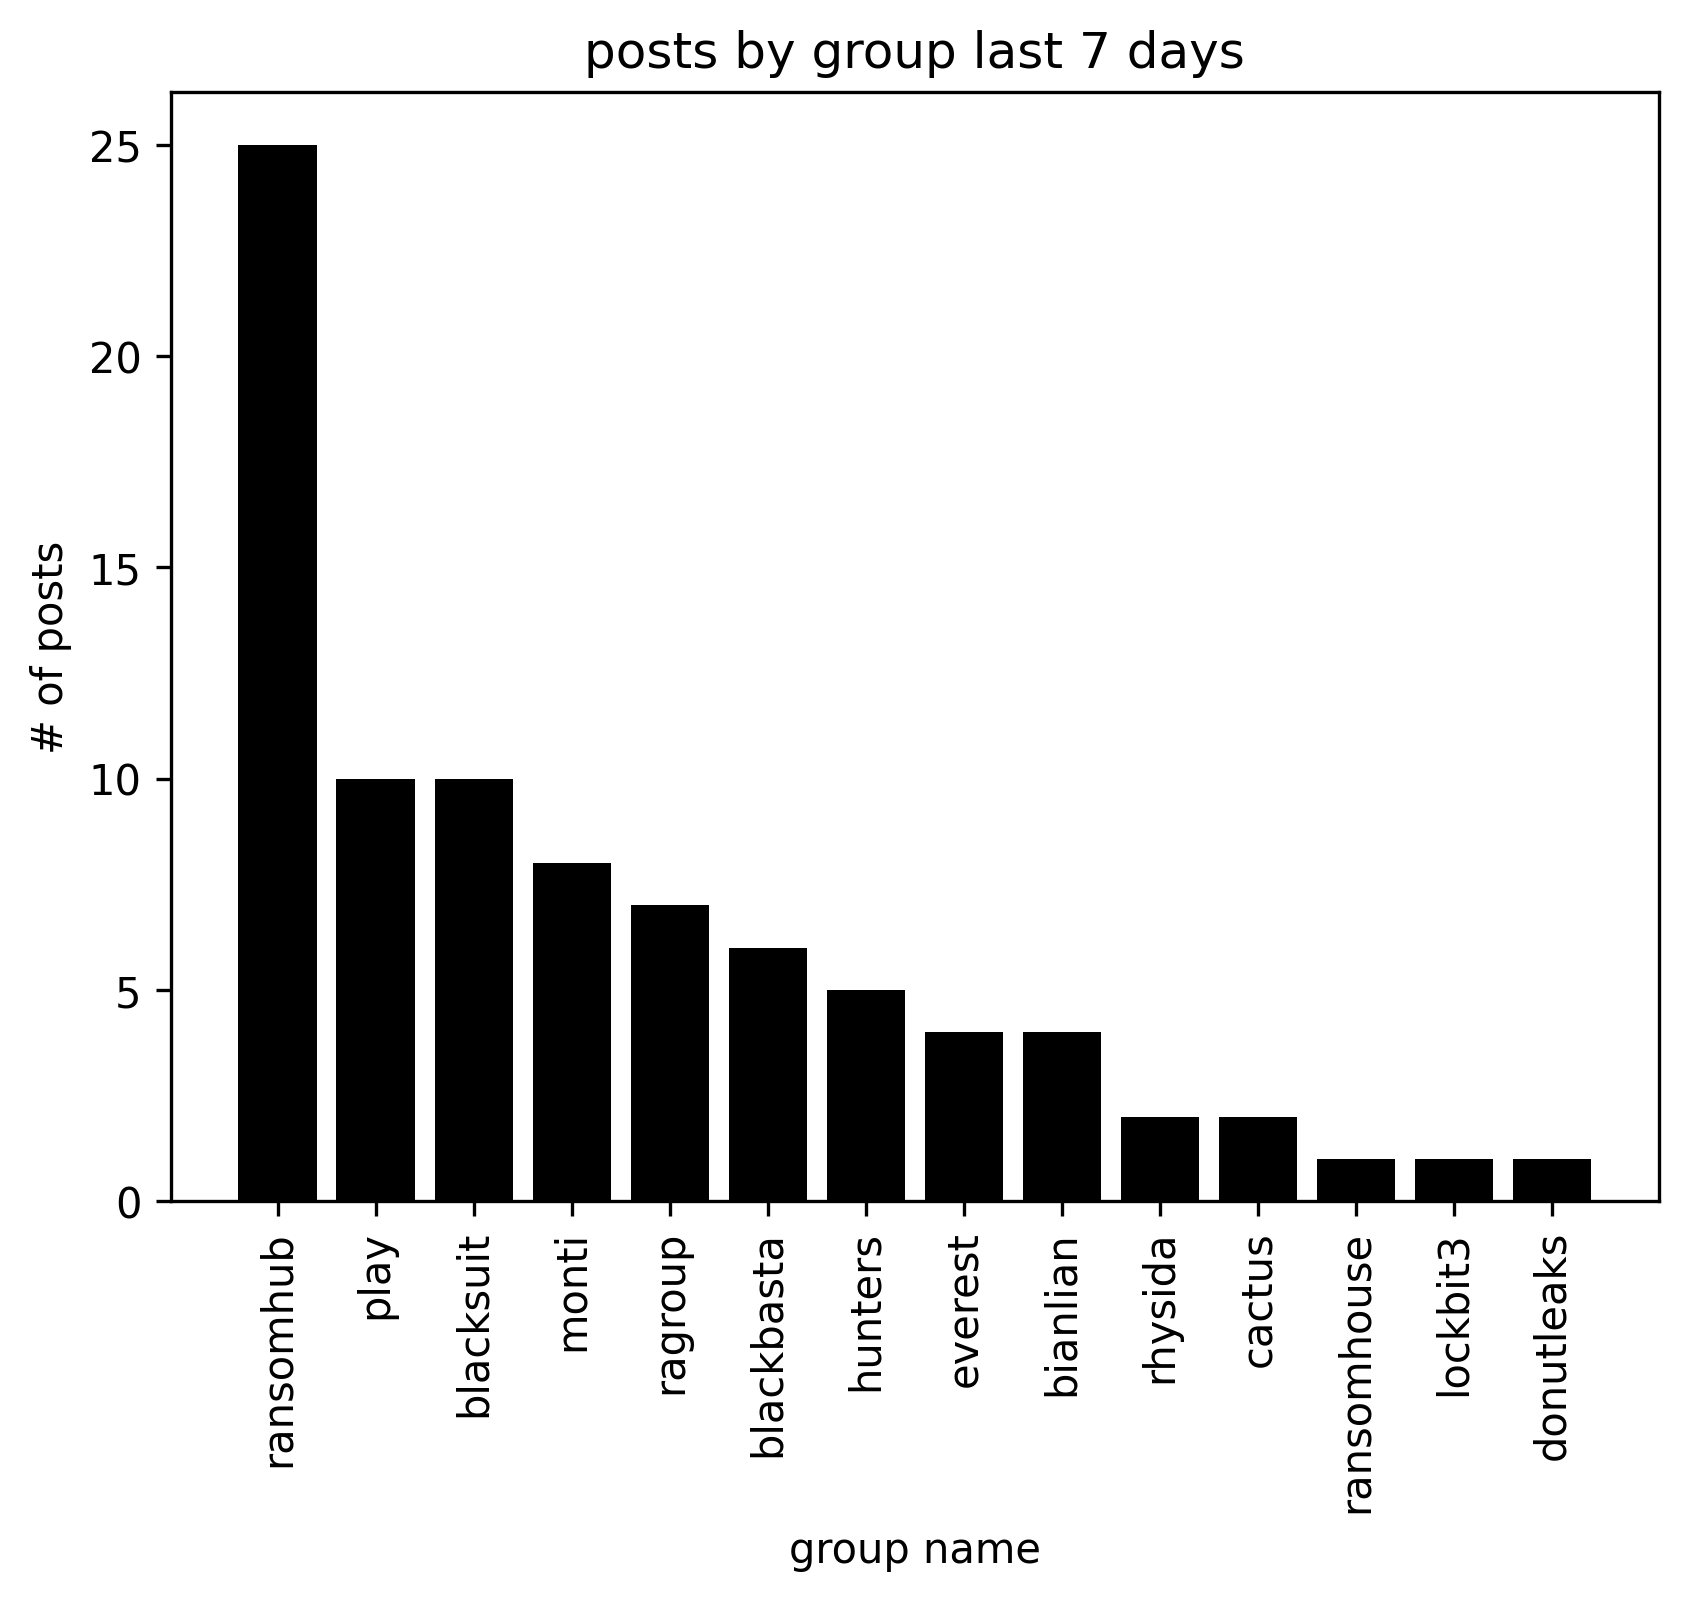 posts by group last 7 days
# of posts
25
20
15
10
5
0
ransomhub
play
blacksuit
monti
ragroup
blackbasta
hunters
everest
bianlian
rhysida
cactus
ransomhouse
lockbit3
donutleaks
group name